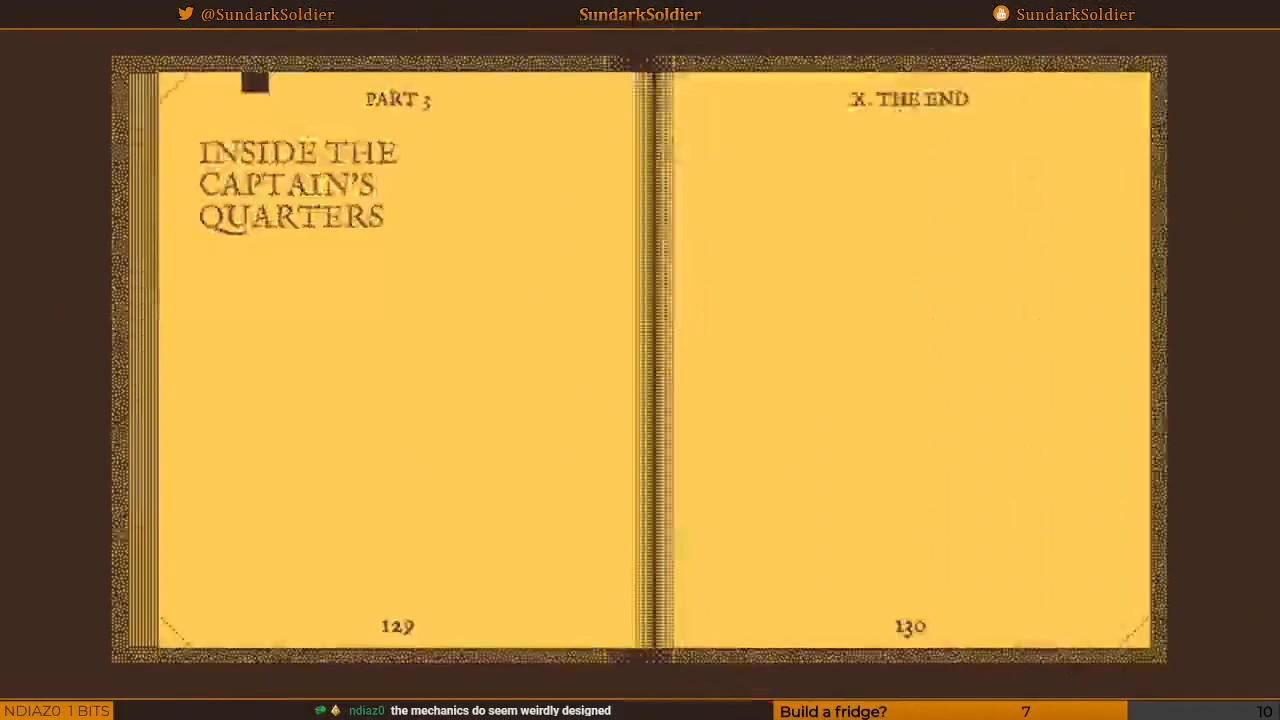 @SundarkSoldier
SundarkSoldier
SundarkSoldier
PART 3
INSIDE THE
CAPTAIN'S
QUARTERS
129
X. THE END
130
NDIAZ0 1 BITS
ndiaz0 the mechanics do seem weirdly designed
Build a fridge? 7 10